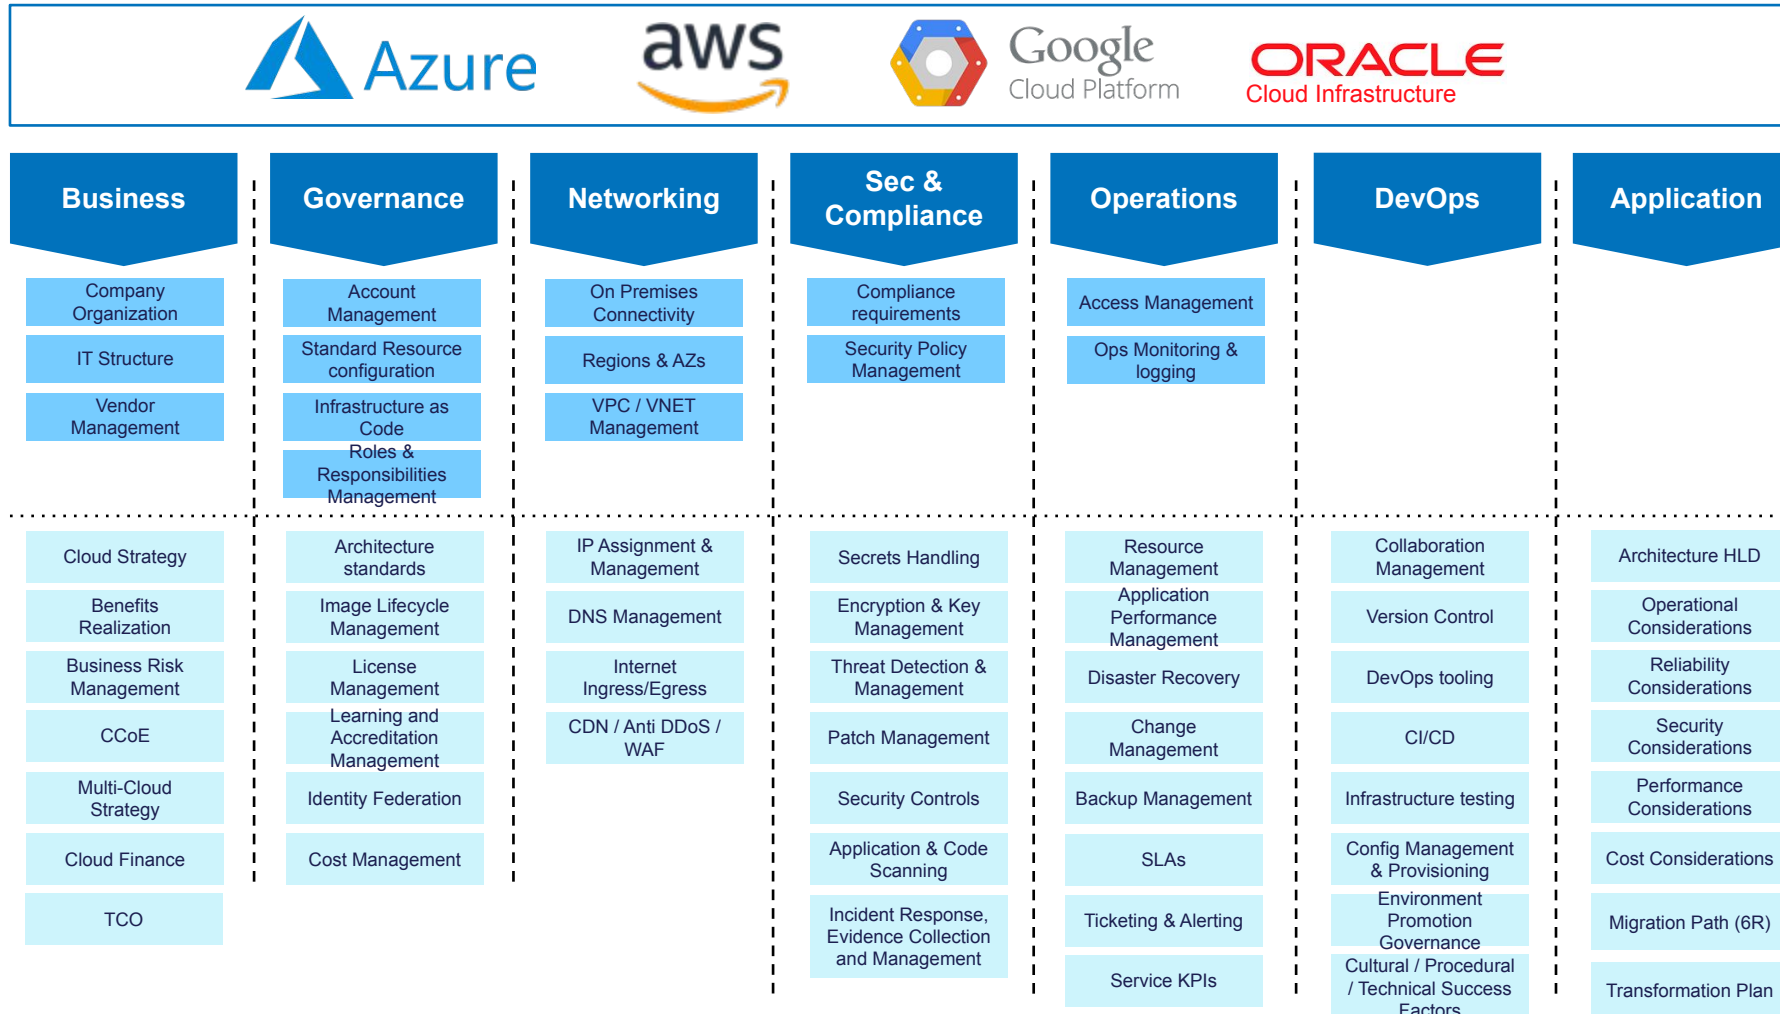 Azure
aws
Google
Cloud Platform
ORACLE
Cloud Infrastructure
Business
Governance
Networking
Sec &
Compliance
Operations
DevOps
Application
Company
Organization
IT Structure
Vendor
Management
Account
Management
Standard Resource
configuration
Infrastructure as
Code
Roles &
Responsibilities
Management
On Premises
Connectivity
Regions & AZs
VPC / VNET
Management
Compliance
requirements
Security Policy
Management
Access Management
Ops Monitoring &
logging
Cloud Strategy
Benefits
Realization
Business Risk
Management
CCoE
Multi-Cloud
Strategy
Cloud Finance
TCO
Architecture
standards
Image Lifecycle
Management
License
Management
Learning and
Accreditation
Management
Identity Federation
Cost Management
IP Assignment &
Management
DNS Management
Internet
Ingress/Egress
CDN / Anti DDoS /
WAF
Secrets Handling
Encryption & Key
Management
Threat Detection &
Management
Patch Management
Security Controls
Application & Code
Scanning
Incident Response,
Evidence Collection
and Management
Resource
Management
Application
Performance
Management
Disaster Recovery
Change
Management
Backup Management
SLAs
Ticketing & Alerting
Service KPIs
Collaboration
Management
Version Control
DevOps tooling
CI/CD
Infrastructure testing
Config Management
& Provisioning
Environment
Promotion
Governance
Cultural / Procedural
/ Technical Success
Factors
Architecture HLD
Operational
Considerations
Reliability
Considerations
Security
Considerations
Performance
Considerations
Cost Considerations
Migration Path (6R)
Transformation Plan